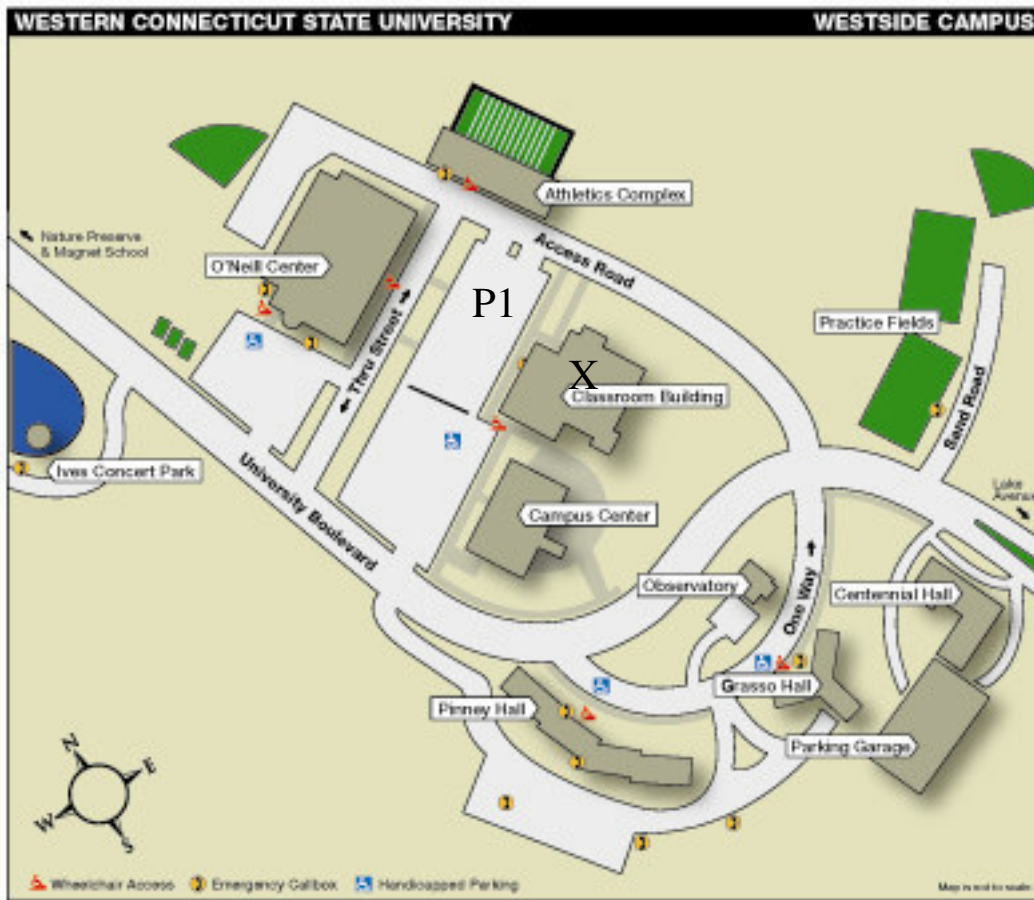 WESTERN CONNECTICUT STATE UNIVERSITY WESTSIDE CAMPUS
Athletics Complex
Nature Preserve
& Magnet School
O'Neill Center
Access Road
P1
Thru Street
Practice Fields
X
Classroom Building
Sand Road
Ives Concert Park
University Boulevard
Lake
Avenue
Campus Center
Observatory
One Way
Centennial Hall
Grasso Hall
Pinney Hall
Parking Garage
N
E
W
S
Wheelchair Access Emergency Callbox Handicapped Parking
Map is not to scale